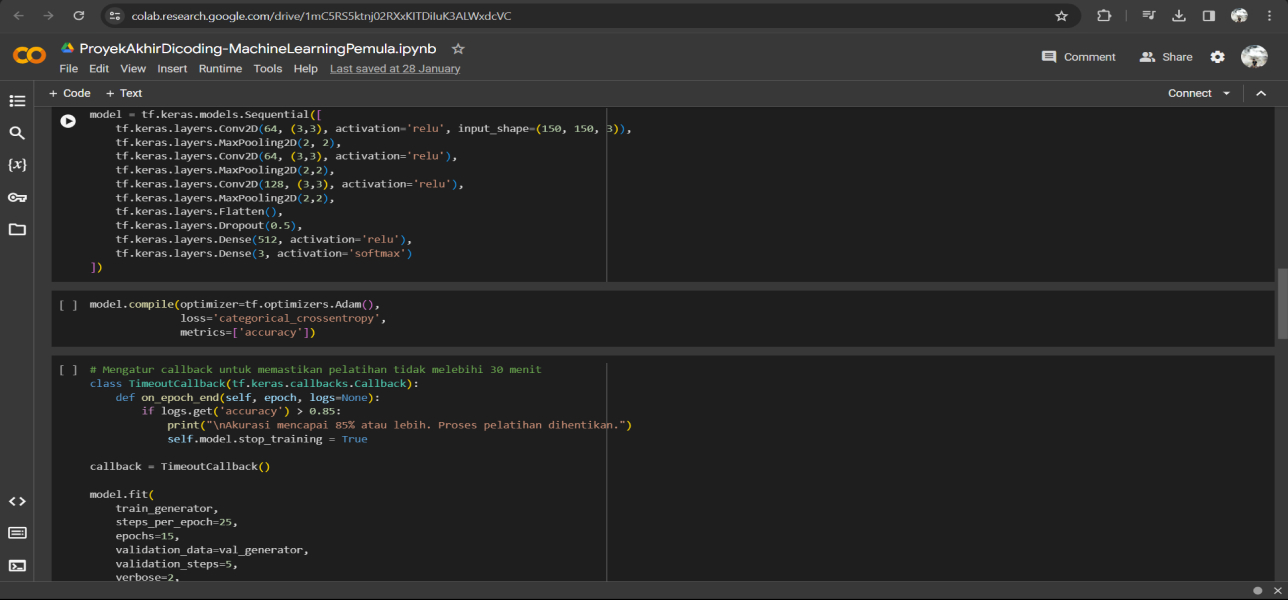 colab.research.google.com/drive/1mC5RS5ktnj02RXxKITDiIuK3ALWxdcVC
ProyekAkhirDicoding-MachineLearningPemula.ipynb
File Edit View Insert Runtime Tools Help Last saved at 28 January
Comment Share
+ Code + Text
Connect
model = tf.keras.models.Sequential([
    tf.keras.layers.Conv2D(64, (3,3), activation='relu', input_shape=(150, 150, 3)),
    tf.keras.layers.MaxPooling2D(2, 2),
    tf.keras.layers.Conv2D(64, (3,3), activation='relu'),
    tf.keras.layers.MaxPooling2D(2,2),
    tf.keras.layers.Conv2D(128, (3,3), activation='relu'),
    tf.keras.layers.MaxPooling2D(2,2),
    tf.keras.layers.Flatten(),
    tf.keras.layers.Dropout(0.5),
    tf.keras.layers.Dense(512, activation='relu'),
    tf.keras.layers.Dense(3, activation='softmax')
])
[ ] model.compile(optimizer=tf.optimizers.Adam(),
              loss='categorical_crossentropy',
              metrics=['accuracy'])
[ ] # Mengatur callback untuk memastikan pelatihan tidak melebihi 30 menit
class TimeoutCallback(tf.keras.callbacks.Callback):
    def on_epoch_end(self, epoch, logs=None):
        if logs.get('accuracy') > 0.85:
            print("\nAkurasi mencapai 85% atau lebih. Proses pelatihan dihentikan.")
            self.model.stop_training = True
callback = TimeoutCallback()
model.fit(
    train_generator,
    steps_per_epoch=25,
    epochs=15,
    validation_data=val_generator,
    validation_steps=5,
    verbose=2,